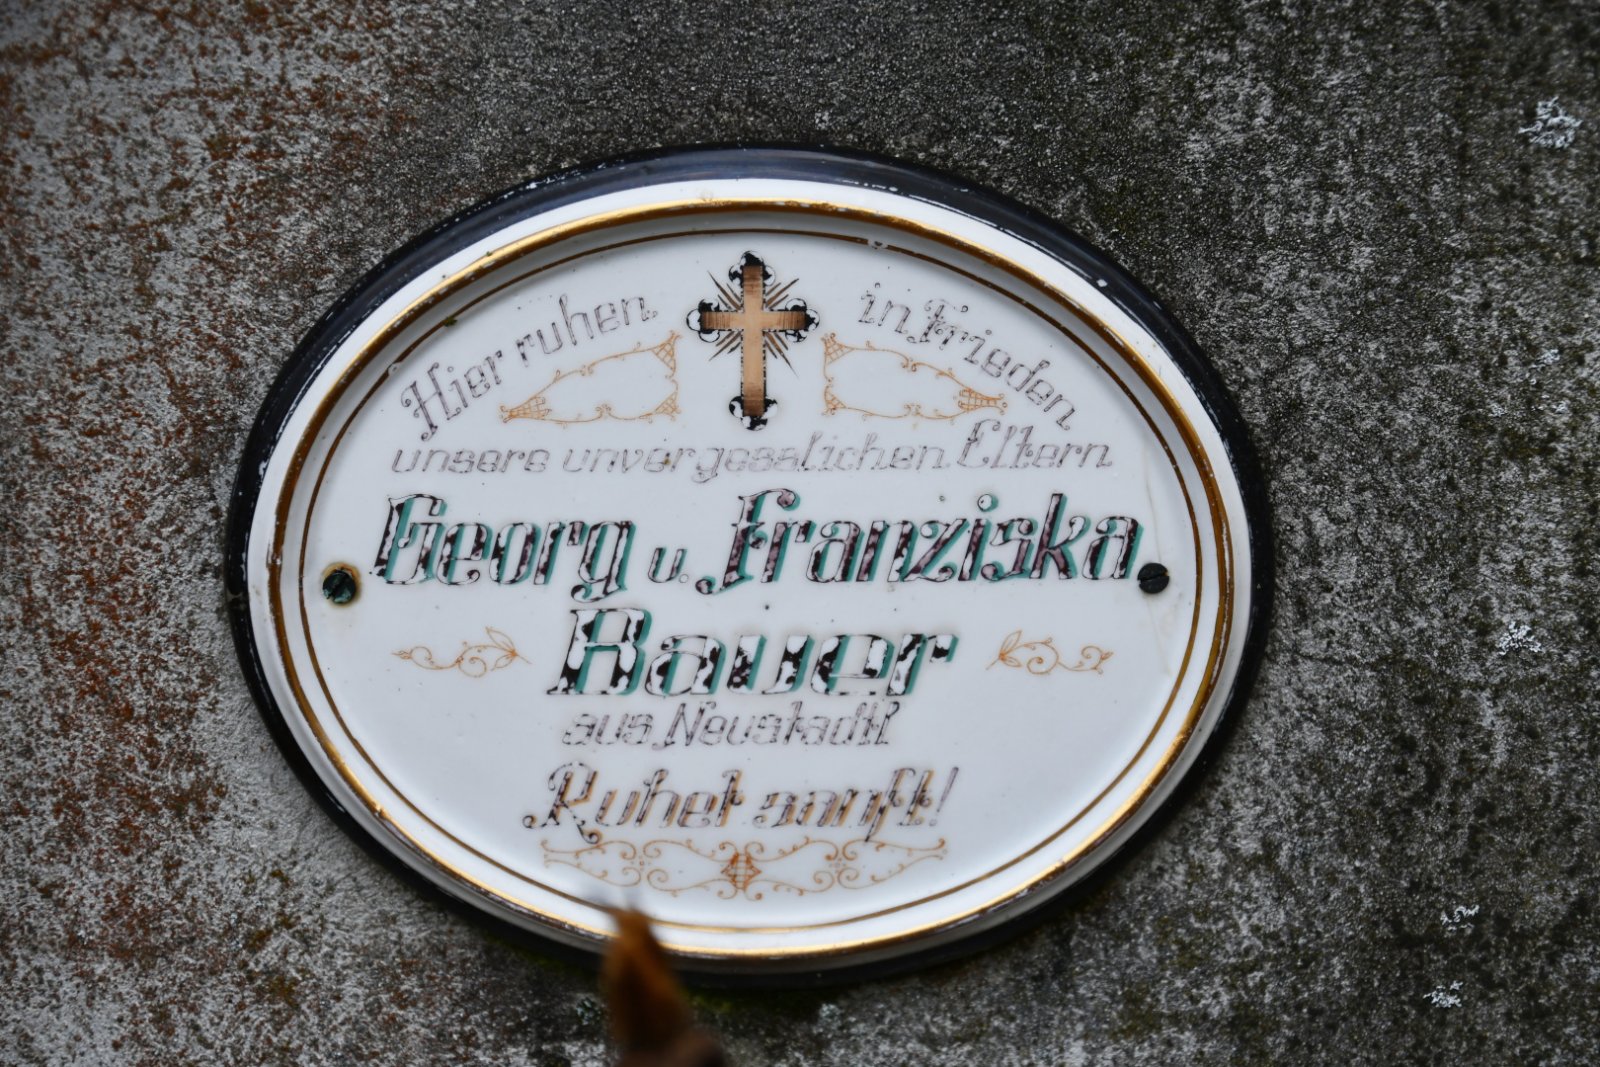 Hier ruhen in Frieden
unsere unvergesslichen Eltern
Georg u. Franziska
Bauer
aus Neustadtl
Ruhet sanft!